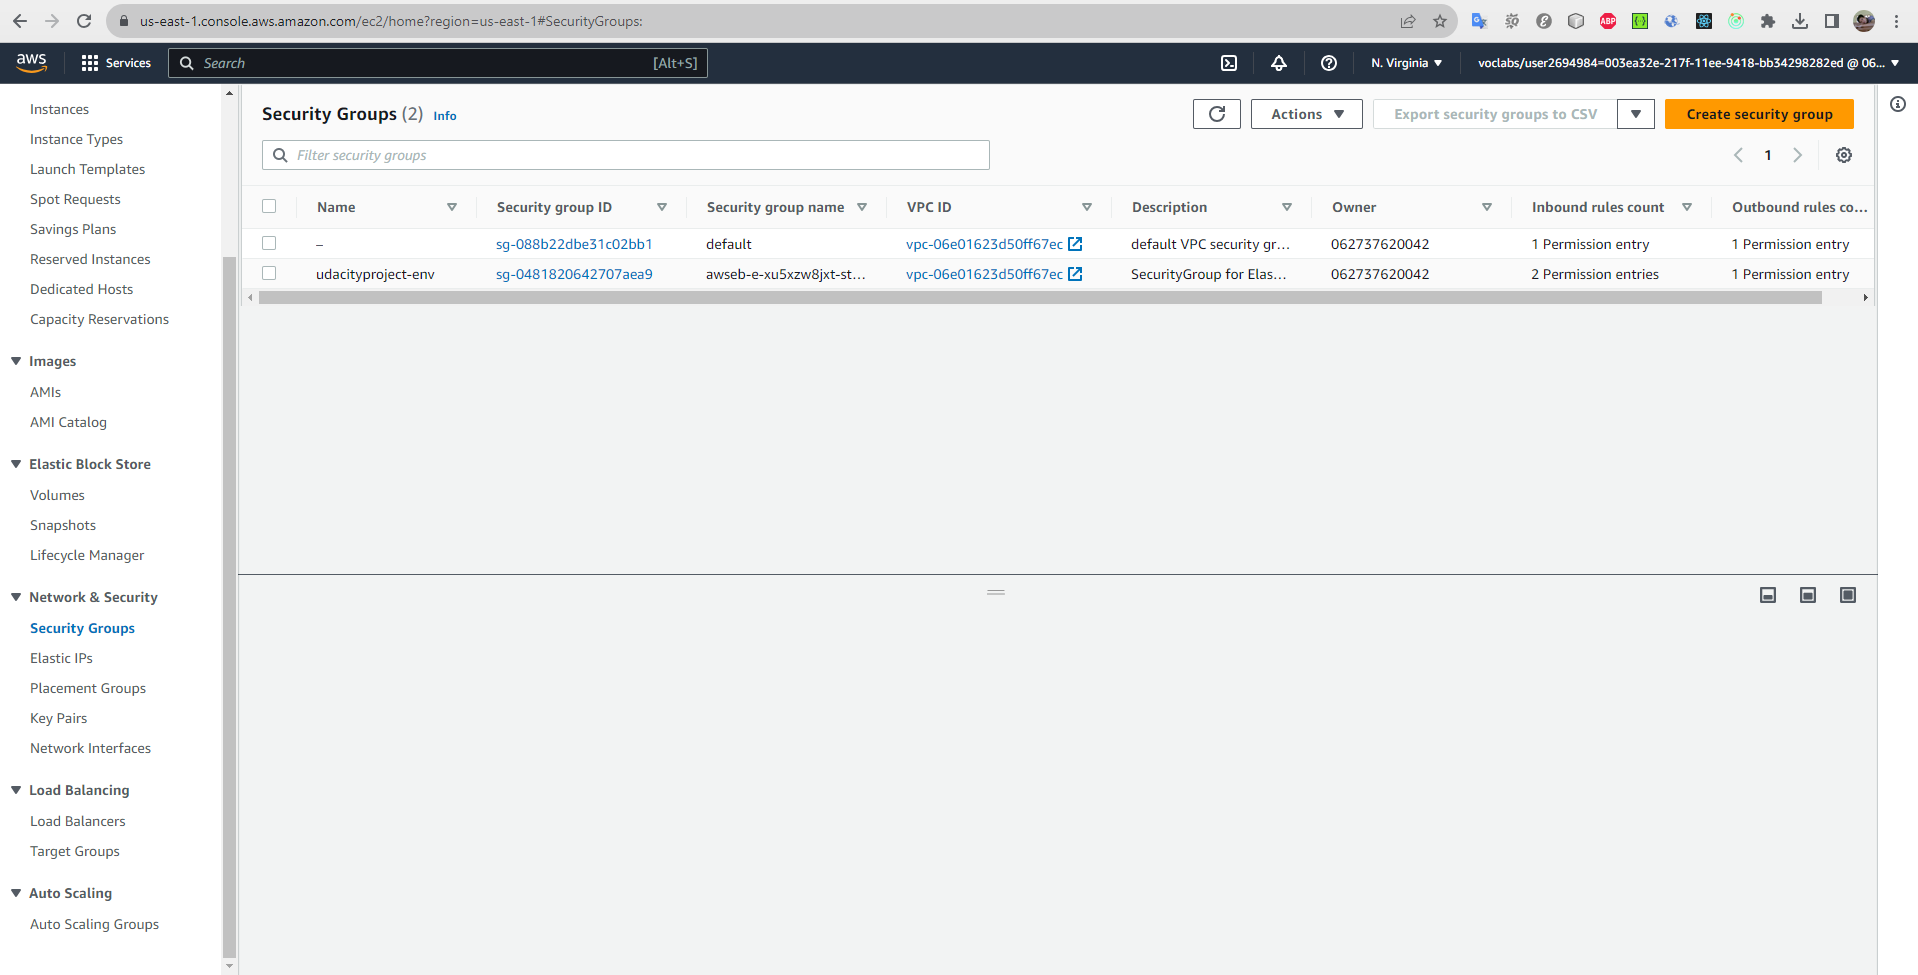 us-east-1.console.aws.amazon.com/ec2/home?region=us-east-1#SecurityGroups:
ABP
aws
Services
Search
[Alt+S]
N. Virginia
voclabs/user2694984=003ea32e-217f-11ee-9418-bb34298282ed @ 06...
Instances
Instance Types
Launch Templates
Spot Requests
Savings Plans
Reserved Instances
Dedicated Hosts
Capacity Reservations
Images
AMIs
AMI Catalog
Elastic Block Store
Volumes
Snapshots
Lifecycle Manager
Network & Security
Security Groups
Elastic IPs
Placement Groups
Key Pairs
Network Interfaces
Load Balancing
Load Balancers
Target Groups
Auto Scaling
Auto Scaling Groups
Security Groups (2) Info
Actions
Export security groups to CSV
Create security group
Filter security groups
1
Name Security group ID Security group name VPC ID Description Owner Inbound rules count Outbound rules co...
– sg-088b22dbe31c02bb1 default vpc-06e01623d50ff67ec default VPC security gr... 062737620042 1 Permission entry 1 Permission entry
udacityproject-env sg-0481820642707aea9 awseb-e-xu5xzw8jxt-st... vpc-06e01623d50ff67ec SecurityGroup for Elas... 062737620042 2 Permission entries 1 Permission entry